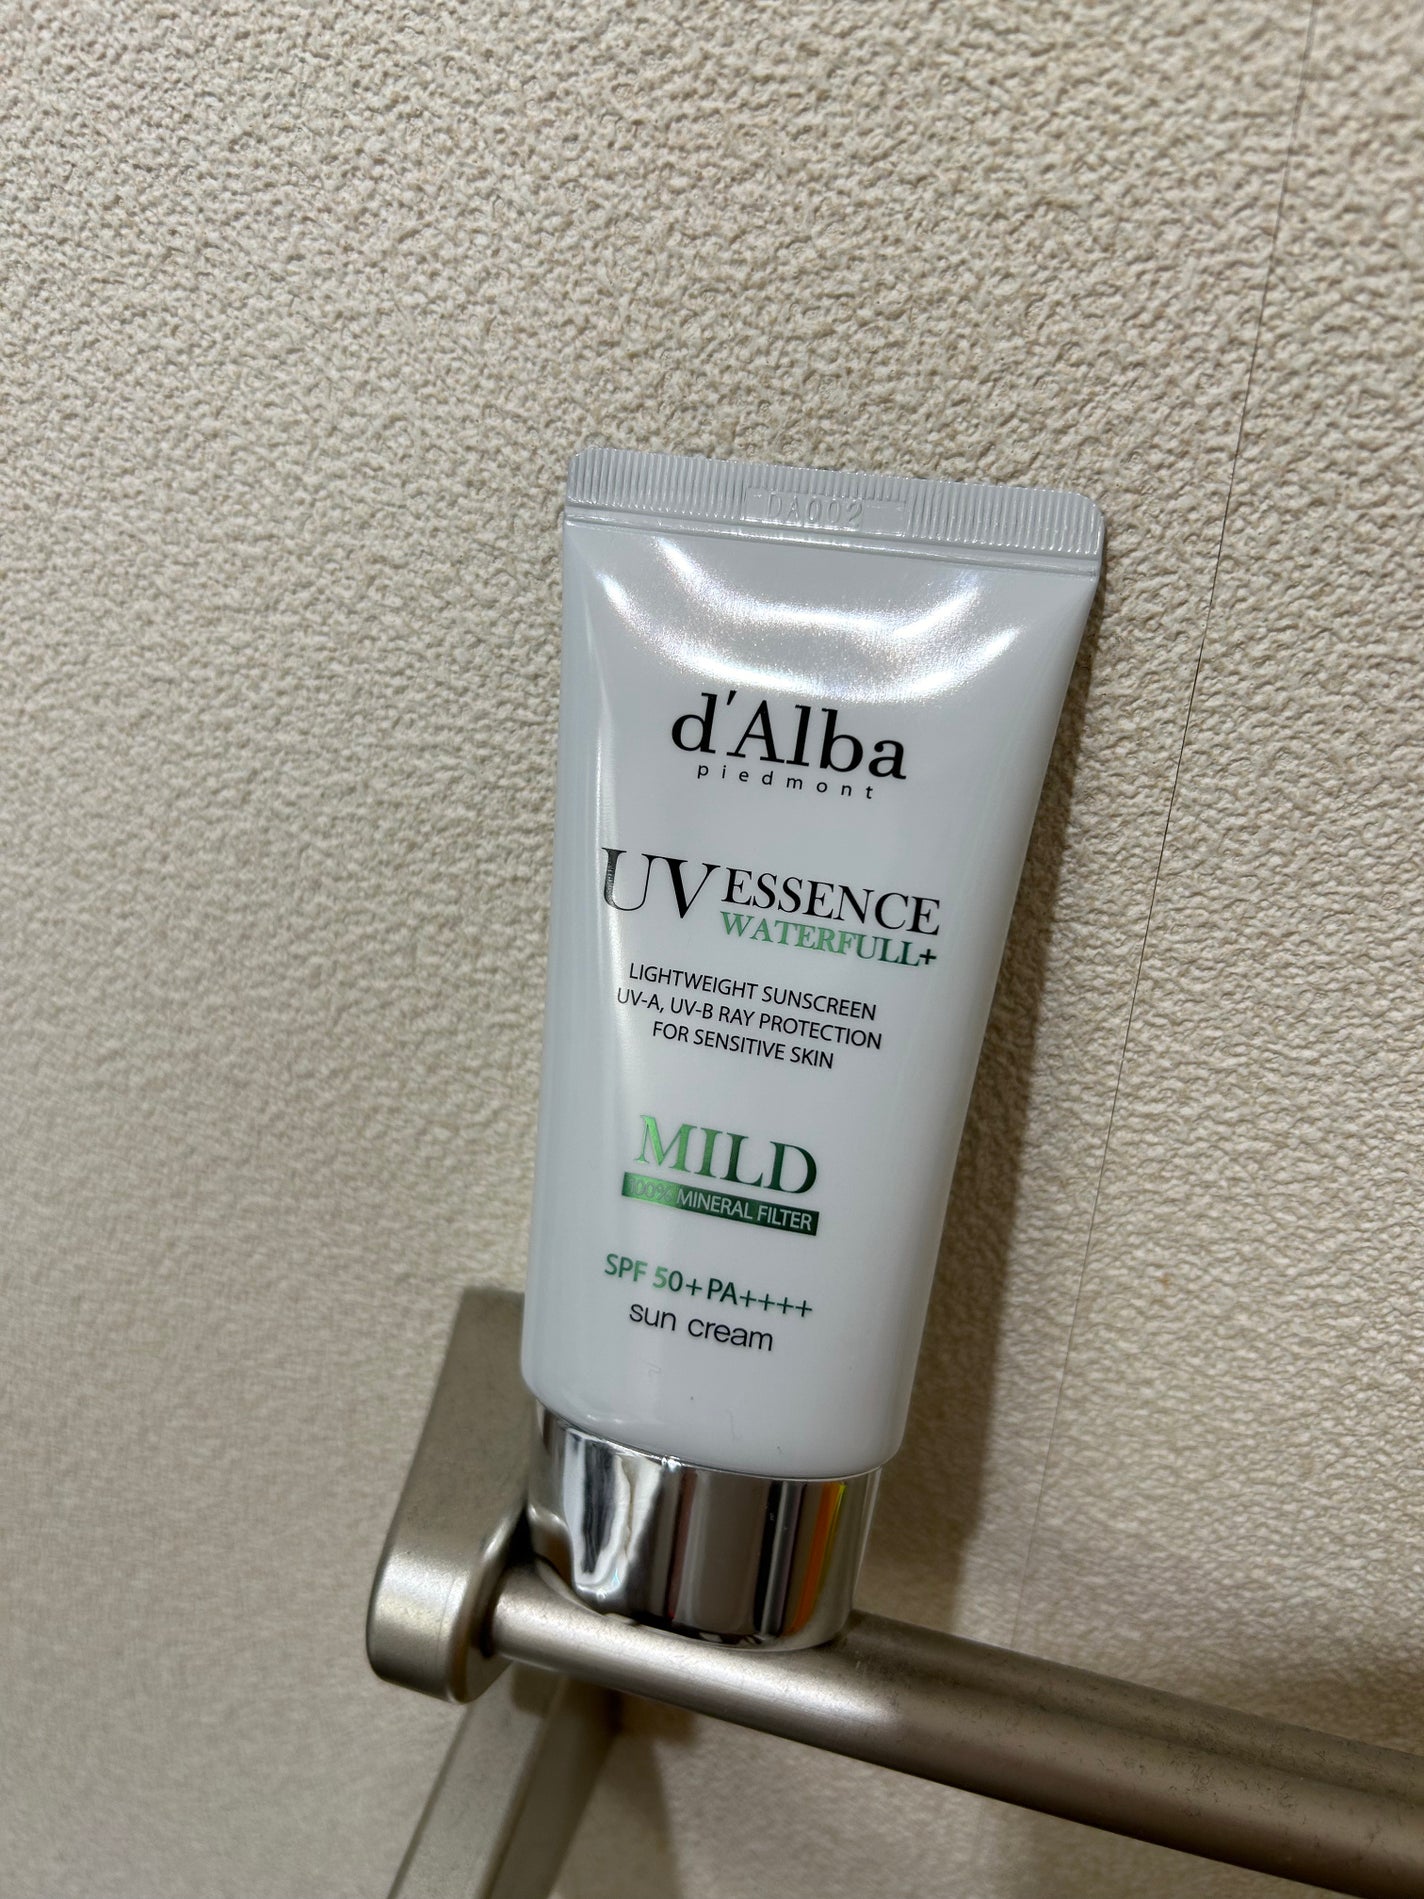 DA002
d'Alba
piedmont
UV ESSENCE
WATERFULL+
LIGHTWEIGHT SUNSCREEN
UV-A, UV-B RAY PROTECTION
FOR SENSITIVE SKIN
MILD
100% MINERAL FILTER
SPF 50+ PA++++
sun cream